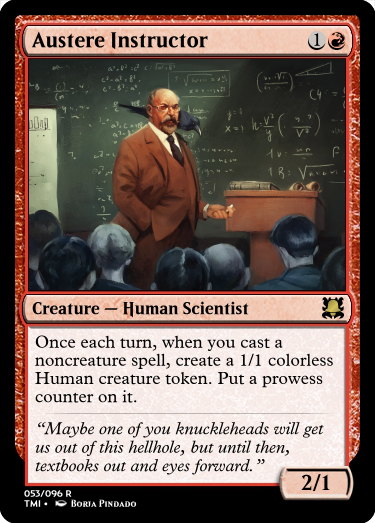 Austere Instructor 1
Creature — Human Scientist
Once each turn, when you cast a
noncreature spell, create a 1/1 colorless
Human creature token. Put a prowess
counter on it.
“Maybe one of you knuckleheads will get
us out of this hellhole, but until then,
textbooks out and eyes forward.”
2/1
053/096 R
TMI • Borja Pindado